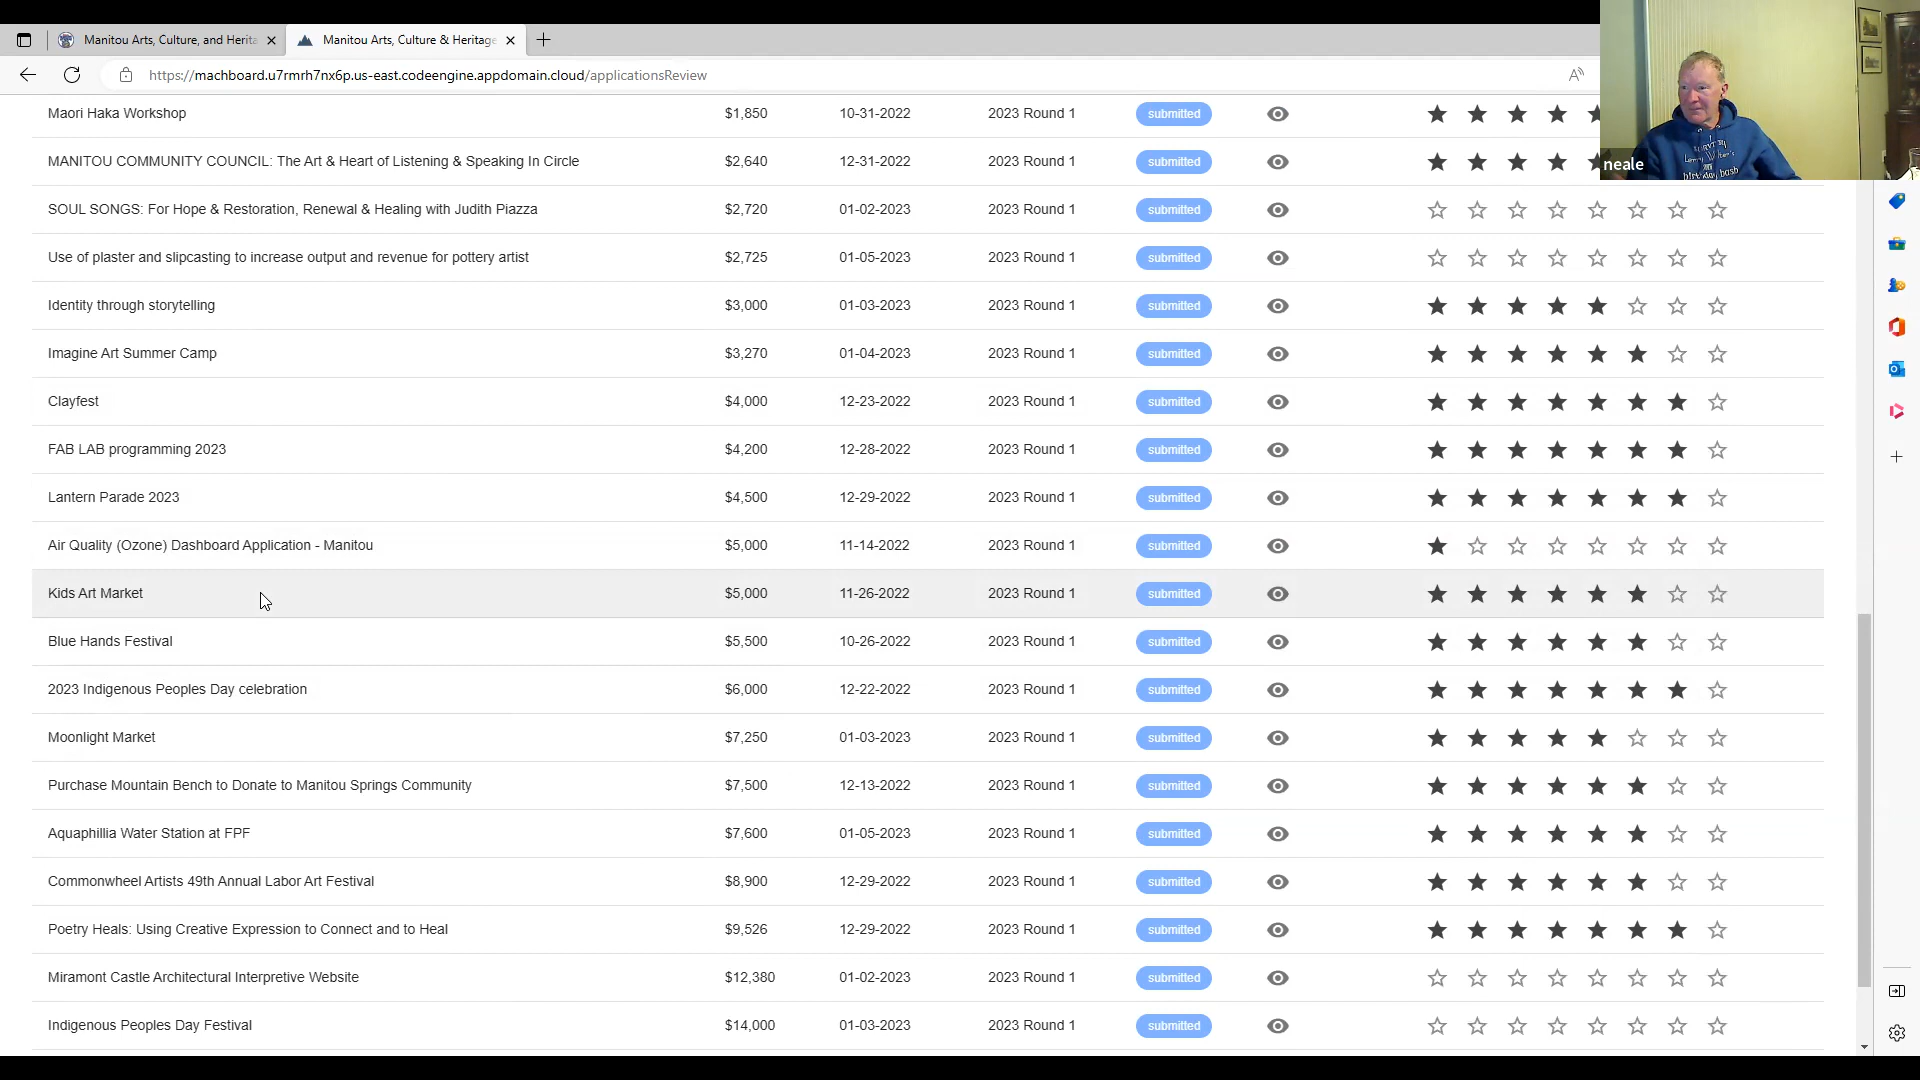 Manitou Arts, Culture, and Herita
Manitou Arts, Culture & Heritage
https://machboard.u7rmrh7nx6p.us-east.codeengine.appdomain.cloud/applicationsReview
neale
Maori Haka Workshop $1,850 10-31-2022 2023 Round 1 submitted
MANITOU COMMUNITY COUNCIL: The Art & Heart of Listening & Speaking In Circle $2,640 12-31-2022 2023 Round 1 submitted
SOUL SONGS: For Hope & Restoration, Renewal & Healing with Judith Piazza $2,720 01-02-2023 2023 Round 1 submitted
Use of plaster and slipcasting to increase output and revenue for pottery artist $2,725 01-05-2023 2023 Round 1 submitted
Identity through storytelling $3,000 01-03-2023 2023 Round 1 submitted
Imagine Art Summer Camp $3,270 01-04-2023 2023 Round 1 submitted
Clayfest $4,000 12-23-2022 2023 Round 1 submitted
FAB LAB programming 2023 $4,200 12-28-2022 2023 Round 1 submitted
Lantern Parade 2023 $4,500 12-29-2022 2023 Round 1 submitted
Air Quality (Ozone) Dashboard Application - Manitou $5,000 11-14-2022 2023 Round 1 submitted
Kids Art Market $5,000 11-26-2022 2023 Round 1 submitted
Blue Hands Festival $5,500 10-26-2022 2023 Round 1 submitted
2023 Indigenous Peoples Day celebration $6,000 12-22-2022 2023 Round 1 submitted
Moonlight Market $7,250 01-03-2023 2023 Round 1 submitted
Purchase Mountain Bench to Donate to Manitou Springs Community $7,500 12-13-2022 2023 Round 1 submitted
Aquaphillia Water Station at FPF $7,600 01-05-2023 2023 Round 1 submitted
Commonwheel Artists 49th Annual Labor Art Festival $8,900 12-29-2022 2023 Round 1 submitted
Poetry Heals: Using Creative Expression to Connect and to Heal $9,526 12-29-2022 2023 Round 1 submitted
Miramont Castle Architectural Interpretive Website $12,380 01-02-2023 2023 Round 1 submitted
Indigenous Peoples Day Festival $14,000 01-03-2023 2023 Round 1 submitted